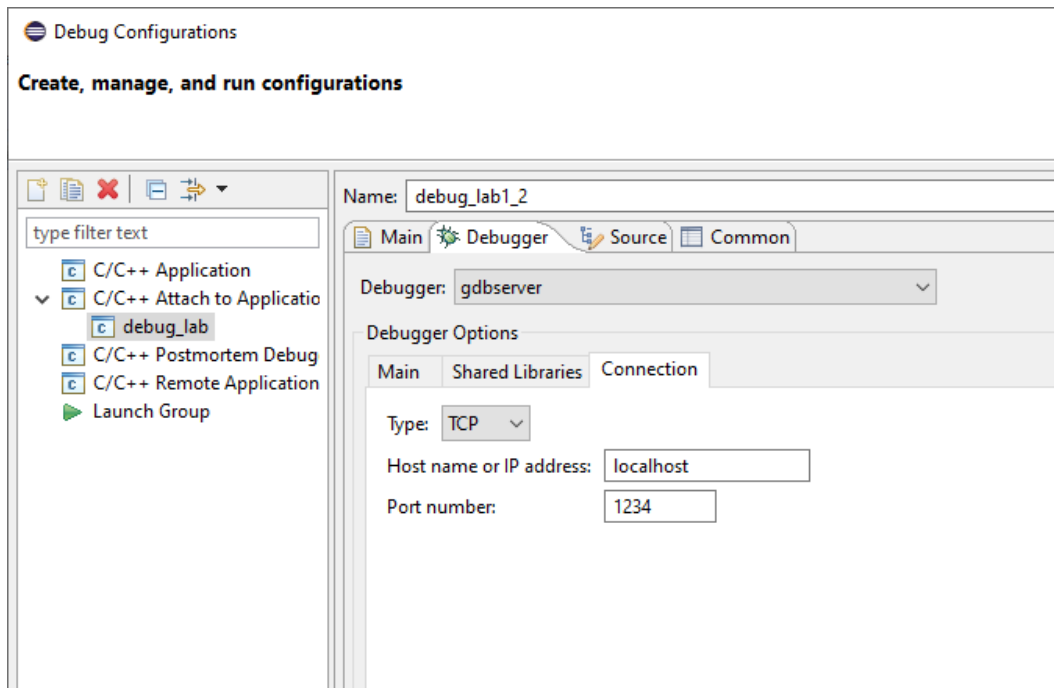 Debug Configurations
Create, manage, and run configurations
type filter text
C/C++ Application
C/C++ Attach to Applicatio
debug_lab
C/C++ Postmortem Debug
C/C++ Remote Application
Launch Group
Name: debug_lab1_2
Main Debugger Source Common
Debugger: gdbserver
Debugger Options
Main Shared Libraries Connection
Type: TCP
Host name or IP address: localhost
Port number: 1234